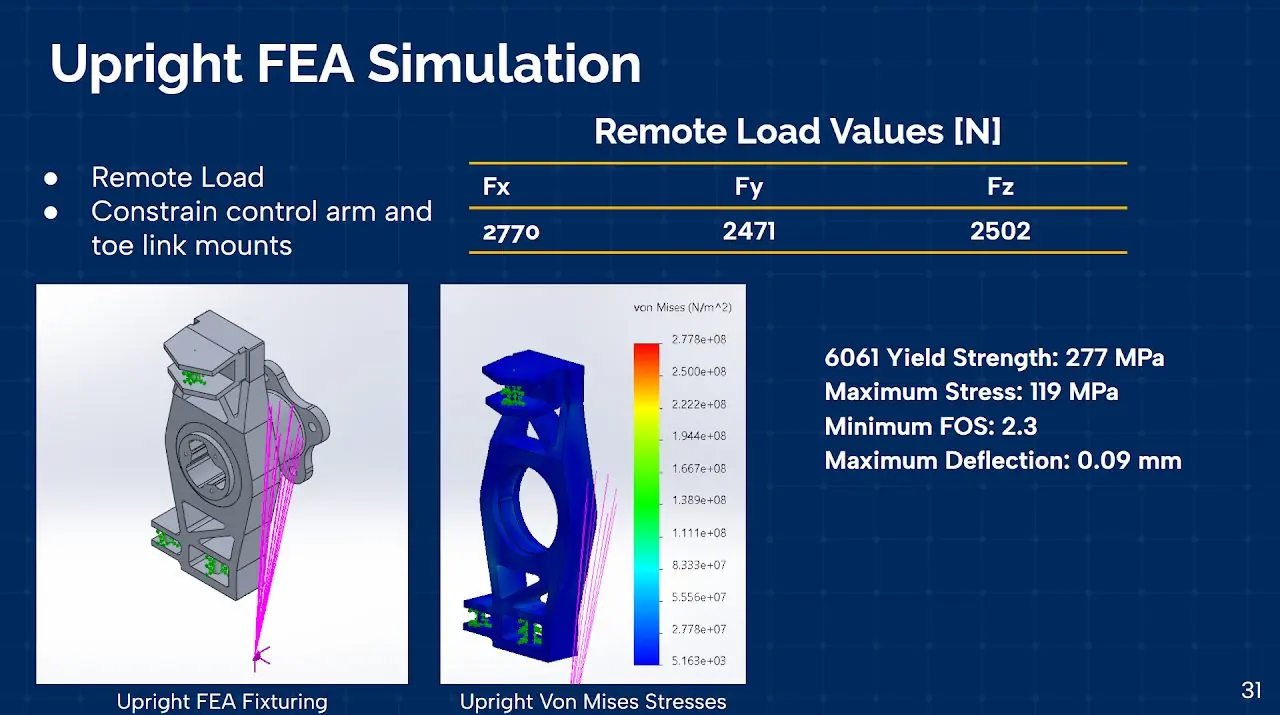 Upright FEA Simulation
Remote Load Values [N]
● Remote Load
● Constrain control arm and
toe link mounts
Fx Fy Fz
2770 2471 2502
von Mises (N/m^2)
2.778e+08
2.500e+08
2.222e+08
1.944e+08
1.667e+08
1.389e+08
1.111e+08
8.333e+07
5.556e+07
2.778e+07
5.163e+03
6061 Yield Strength: 277 MPa
Maximum Stress: 119 MPa
Minimum FOS: 2.3
Maximum Deflection: 0.09 mm
Upright FEA Fixturing
Upright Von Mises Stresses
31